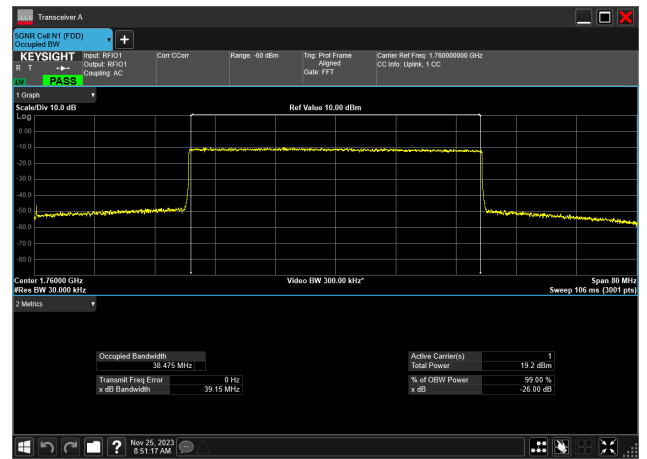 Transceiver A
5GNR Cell N1 (FDD)
Occupied BW
KEYSIGHT
R T
LW PASS
Input: RFIO1
Output: RFIO1
Coupling: AC
Corr CCorr
Range: -60 dBm
Trig: Prot Frame
Aligned
Gate: FFT
Carrier Ref Freq: 1.760000000 GHz
CC Info: Uplink, 1 CC
1 Graph
Scale/Div 10.0 dB
Ref Value 10.00 dBm
Log
0.00
-10.0
-20.0
-30.0
-40.0
-50.0
-60.0
-70.0
-80.0
Center 1.76000 GHz
Video BW 300.00 kHz*
Span 80 MHz
#Res BW 30.000 kHz
Sweep 106 ms (3001 pts)
2 Metrics
Occupied Bandwidth
38.475 MHz
Transmit Freq Error 0 Hz
x dB Bandwidth 39.15 MHz
Active Carrier(s) 1
Total Power 19.2 dBm
% of OBW Power 99.00 %
x dB -26.00 dB
Nov 25, 2023
8:51:17 AM